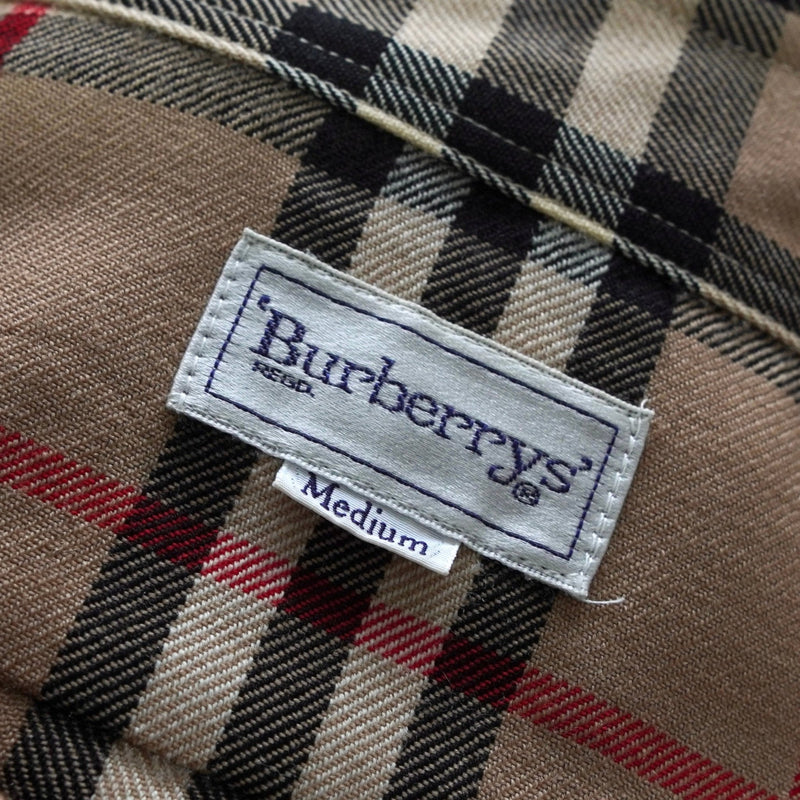 'Burberrys'
REGD. ®
Medium